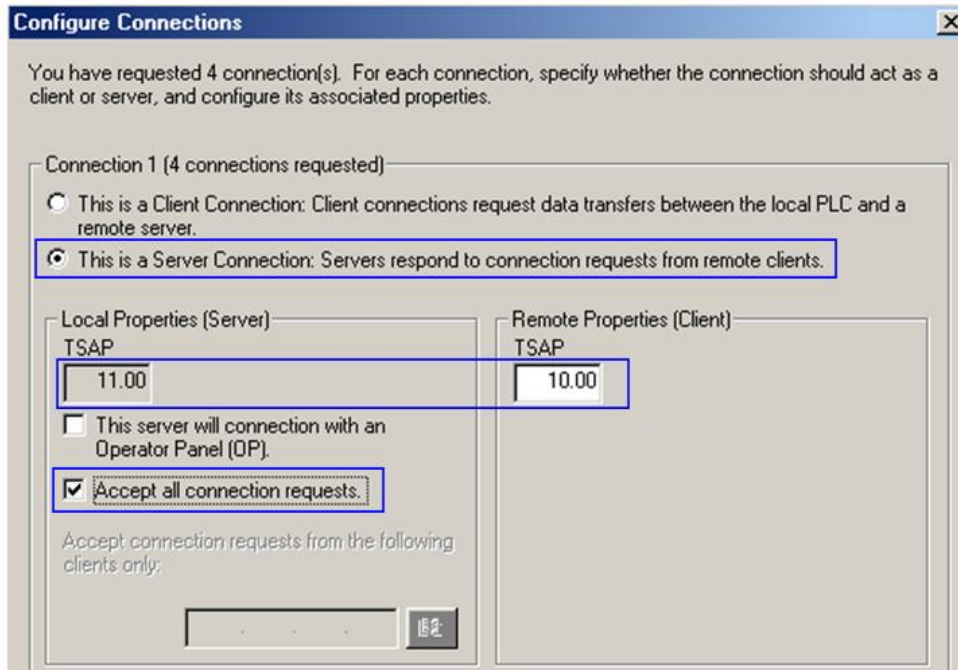 Configure Connections
You have requested 4 connection(s). For each connection, specify whether the connection should act as a
client or server, and configure its associated properties.
Connection 1 (4 connections requested)
This is a Client Connection: Client connections request data transfers between the local PLC and a
remote server.
This is a Server Connection: Servers respond to connection requests from remote clients.
Local Properties (Server)
TSAP
11.00
This server will connection with an
Operator Panel (OP).
Accept all connection requests.
Accept connection requests from the following
clients only:
. . .
Remote Properties (Client)
TSAP
10.00